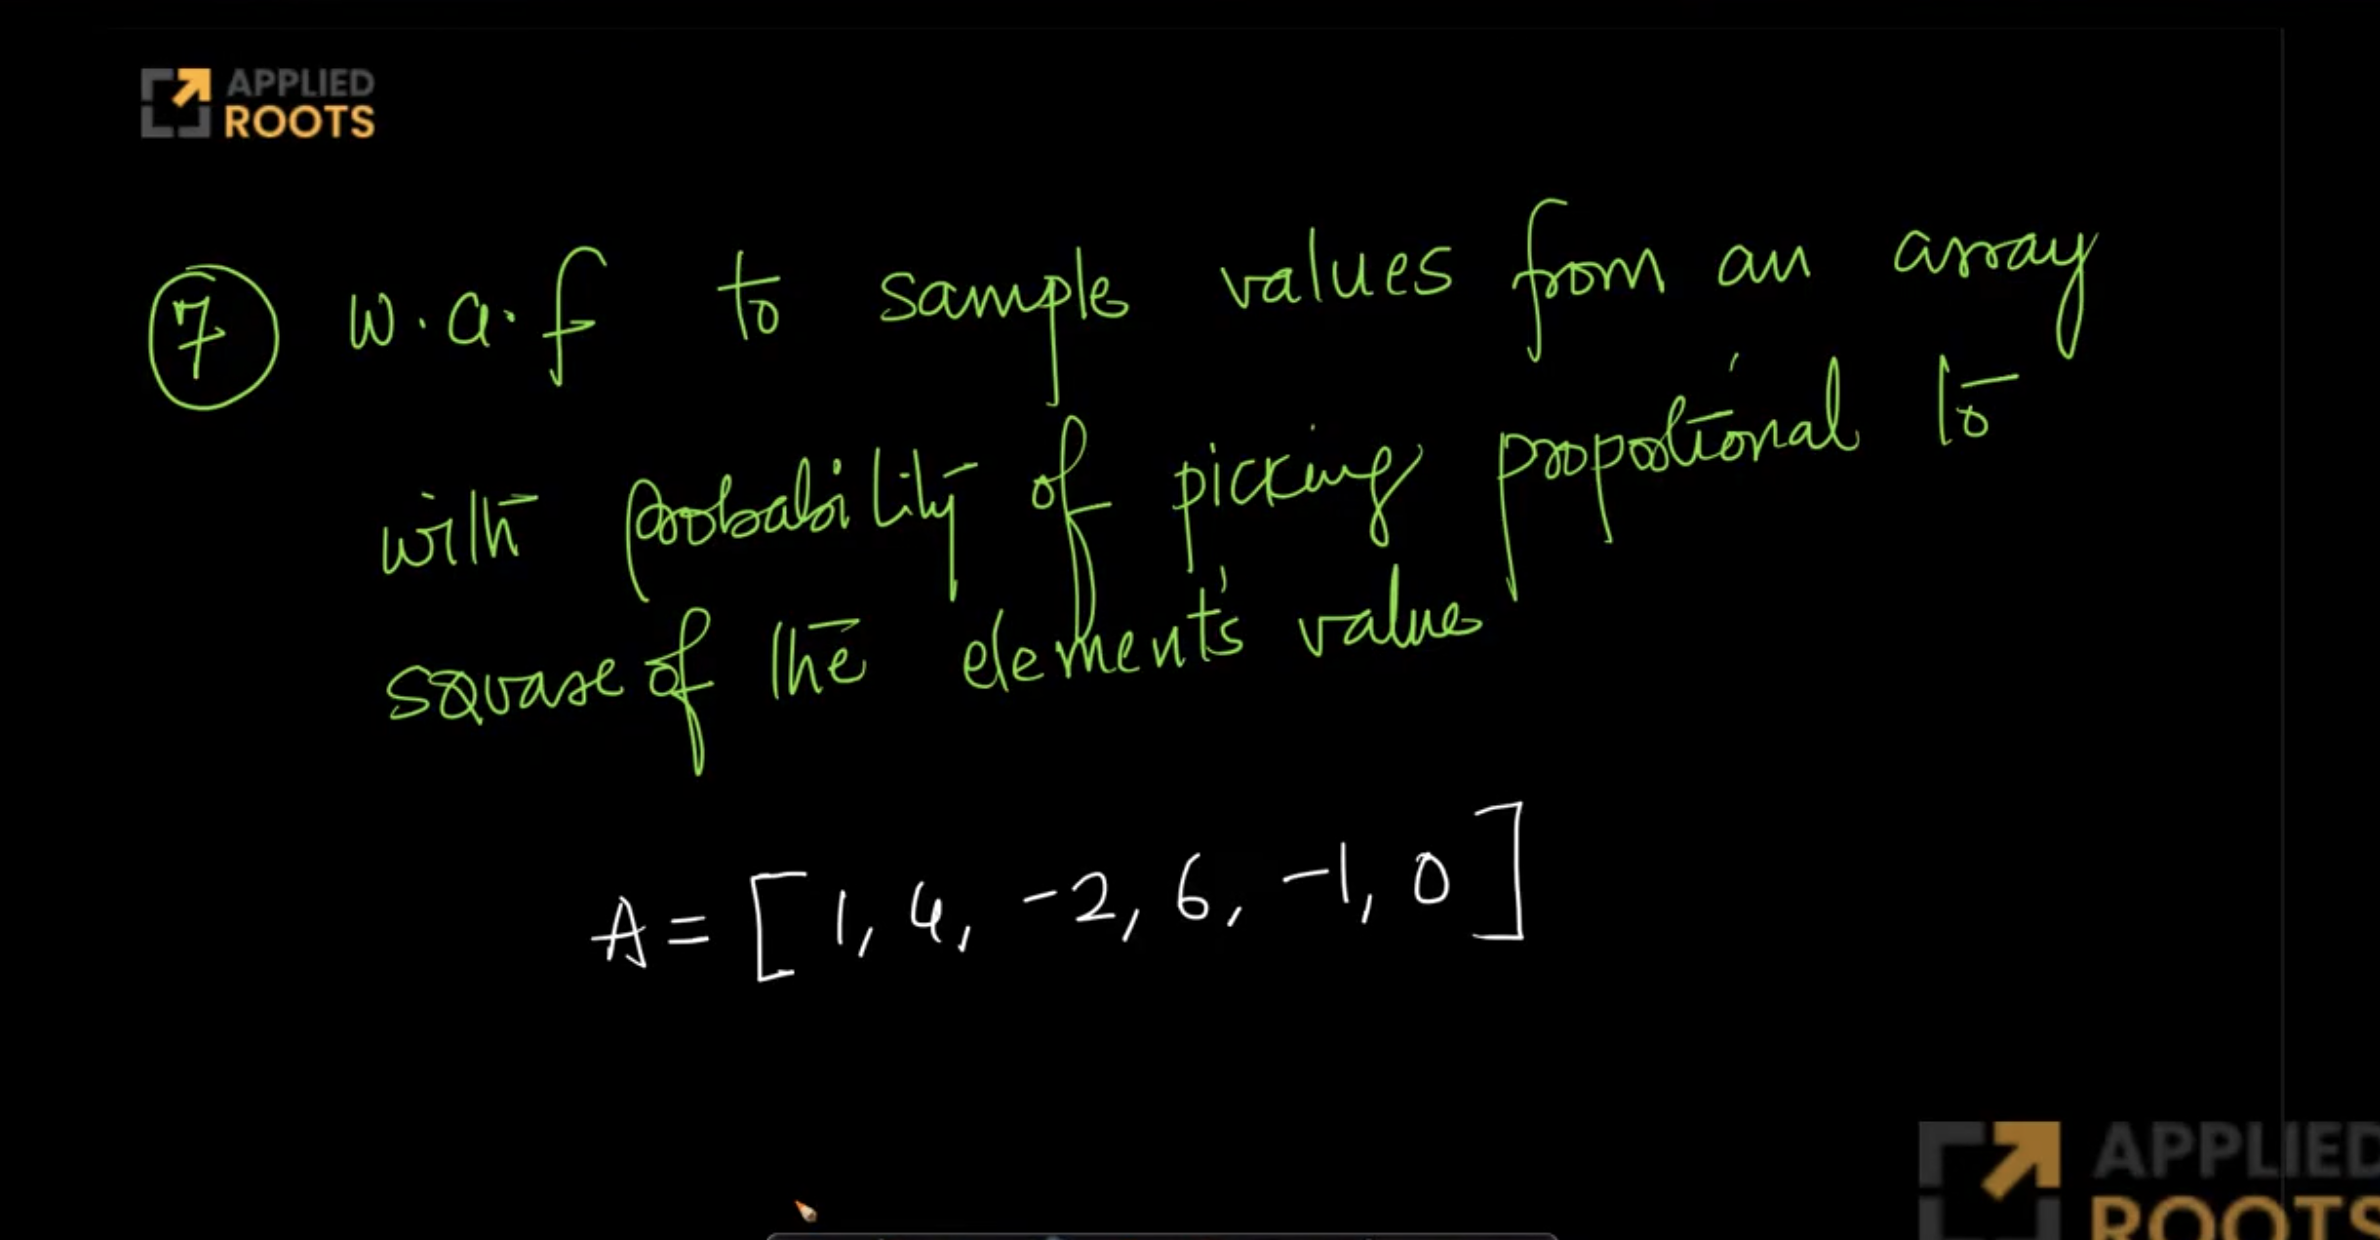 APPLIED
ROOTS
7 w.a.f to sample values from an array
with probability of picking proportional to
square of the element's value
A = [1, 4, -2, 6, -1, 0]
APPLIED
ROOTS